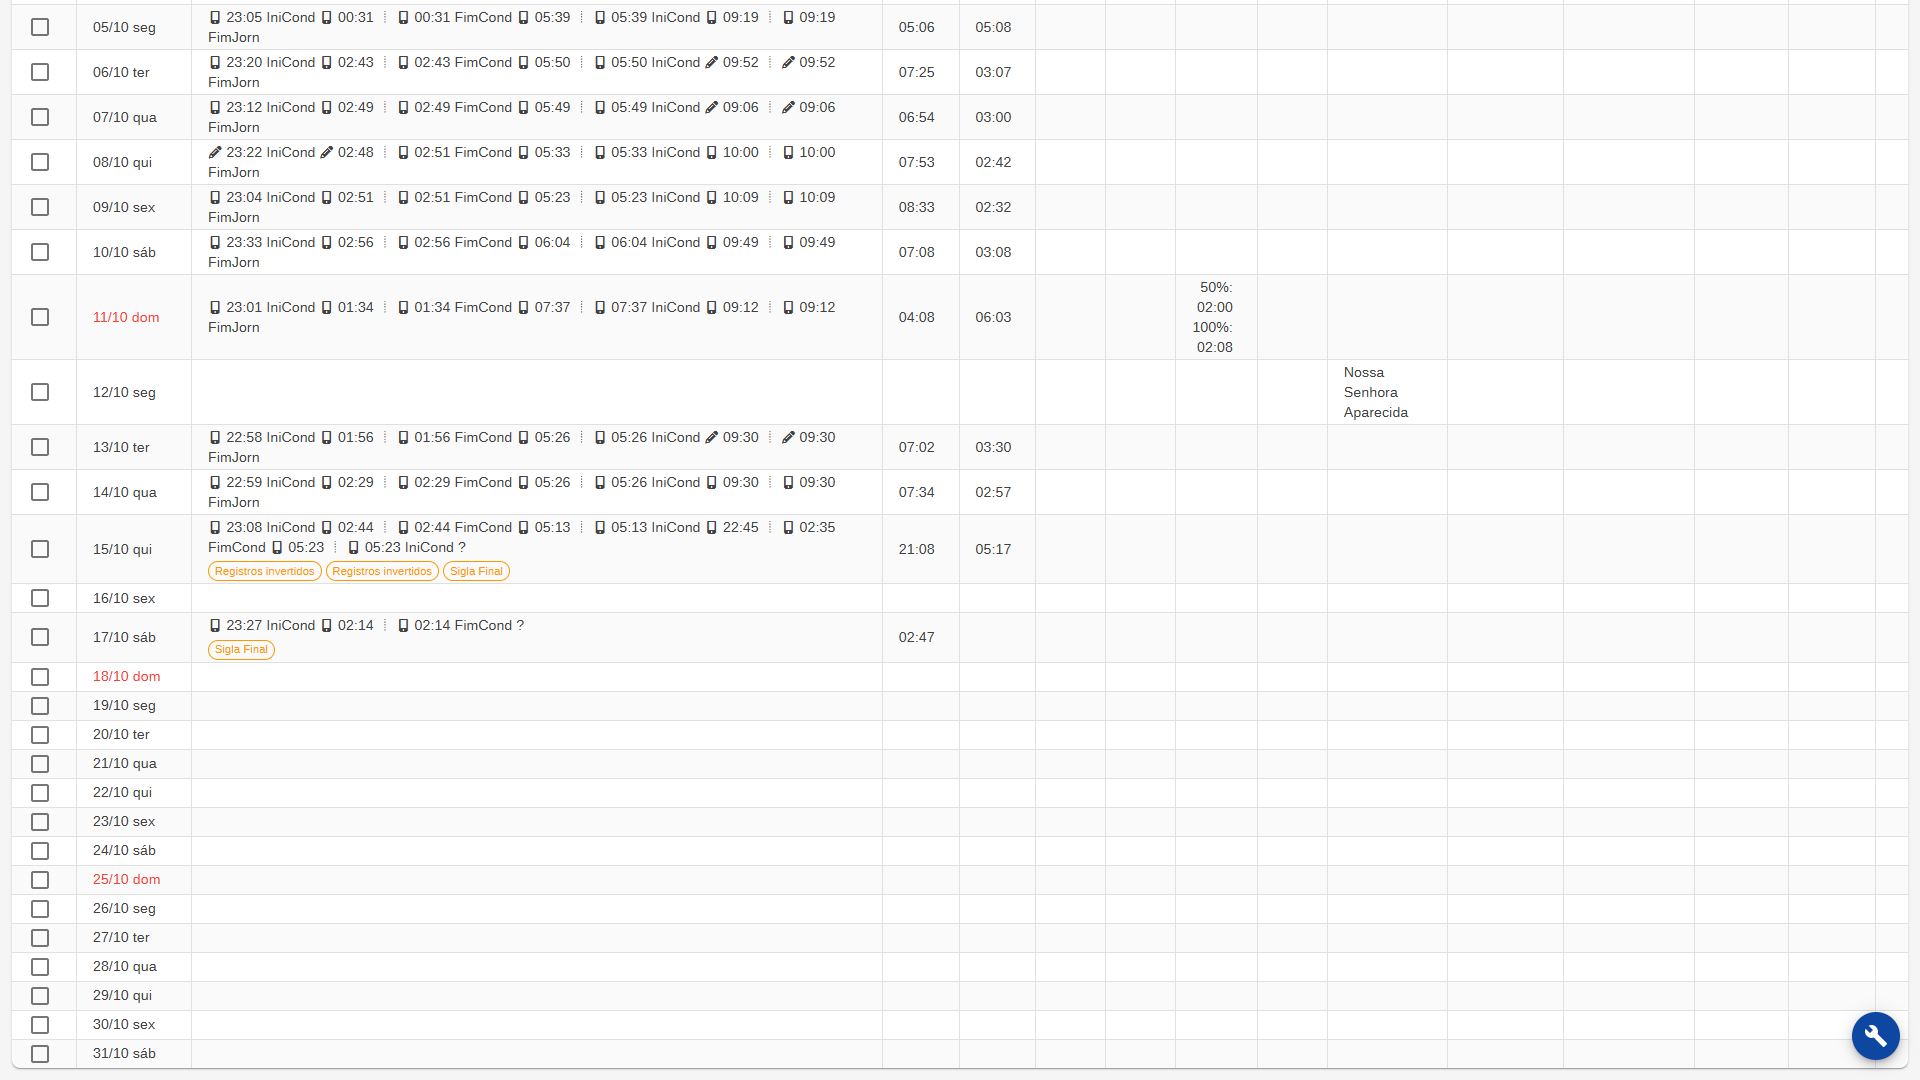 05/10 seg 23:05 IniCond 00:31 00:31 FimCond 05:39 05:39 IniCond 09:19 09:19 05:06 05:08
FimJorn
06/10 ter 23:20 IniCond 02:43 02:43 FimCond 05:50 05:50 IniCond 09:52 09:52 07:25 03:07
FimJorn
07/10 qua 23:12 IniCond 02:49 02:49 FimCond 05:49 05:49 IniCond 09:06 09:06 06:54 03:00
FimJorn
08/10 qui 23:22 IniCond 02:48 02:51 FimCond 05:33 05:33 IniCond 10:00 10:00 07:53 02:42
FimJorn
09/10 sex 23:04 IniCond 02:51 02:51 FimCond 05:23 05:23 IniCond 10:09 10:09 08:33 02:32
FimJorn
10/10 sáb 23:33 IniCond 02:56 02:56 FimCond 06:04 06:04 IniCond 09:49 09:49 07:08 03:08
FimJorn
11/10 dom 23:01 IniCond 01:34 01:34 FimCond 07:37 07:37 IniCond 09:12 09:12
FimJorn
04:08 06:03
50%:
02:00
100%:
02:08
12/10 seg
Nossa
Senhora
Aparecida
13/10 ter 22:58 IniCond 01:56 01:56 FimCond 05:26 05:26 IniCond 09:30 09:30 07:02 03:30
FimJorn
14/10 qua 22:59 IniCond 02:29 02:29 FimCond 05:26 05:26 IniCond 09:30 09:30 07:34 02:57
FimJorn
15/10 qui 23:08 IniCond 02:44 02:44 FimCond 05:13 05:13 IniCond 22:45 02:35
FimCond 05:23 05:23 IniCond ? 21:08 05:17
Registros invertidos Registros invertidos Sigla Final
16/10 sex
17/10 sáb 23:27 IniCond 02:14 02:14 FimCond ? 02:47
Sigla Final
18/10 dom
19/10 seg
20/10 ter
21/10 qua
22/10 qui
23/10 sex
24/10 sáb
25/10 dom
26/10 seg
27/10 ter
28/10 qua
29/10 qui
30/10 sex
31/10 sáb